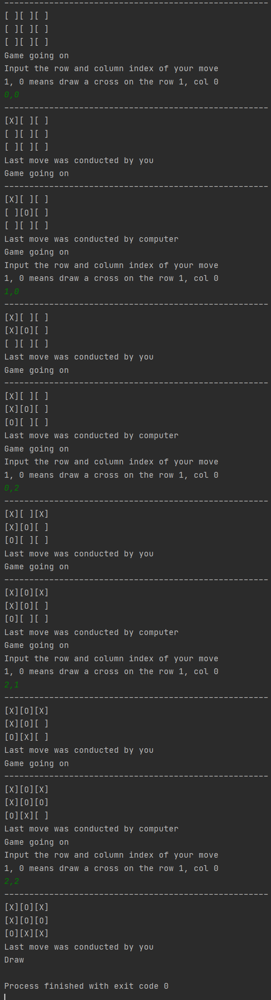 -----------------------------------------------------
[ ][ ][ ]
[ ][ ][ ]
[ ][ ][ ]
Game going on
Input the row and column index of your move
1, 0 means draw a cross on the row 1, col 0
0,0
-----------------------------------------------------
[X][ ][ ]
[ ][ ][ ]
[ ][ ][ ]
Last move was conducted by you
Game going on
-----------------------------------------------------
[X][ ][ ]
[ ][O][ ]
[ ][ ][ ]
Last move was conducted by computer
Game going on
Input the row and column index of your move
1, 0 means draw a cross on the row 1, col 0
1,0
-----------------------------------------------------
[X][ ][ ]
[X][O][ ]
[ ][ ][ ]
Last move was conducted by you
Game going on
-----------------------------------------------------
[X][ ][ ]
[X][O][ ]
[O][ ][ ]
Last move was conducted by computer
Game going on
Input the row and column index of your move
1, 0 means draw a cross on the row 1, col 0
0,2
-----------------------------------------------------
[X][ ][X]
[X][O][ ]
[O][ ][ ]
Last move was conducted by you
Game going on
-----------------------------------------------------
[X][O][X]
[X][O][ ]
[O][ ][ ]
Last move was conducted by computer
Game going on
Input the row and column index of your move
1, 0 means draw a cross on the row 1, col 0
2,1
-----------------------------------------------------
[X][O][X]
[X][O][ ]
[O][X][ ]
Last move was conducted by you
Game going on
-----------------------------------------------------
[X][O][X]
[X][O][O]
[O][X][ ]
Last move was conducted by computer
Game going on
Input the row and column index of your move
1, 0 means draw a cross on the row 1, col 0
2,2
-----------------------------------------------------
[X][O][X]
[X][O][O]
[O][X][X]
Last move was conducted by you
Draw

Process finished with exit code 0